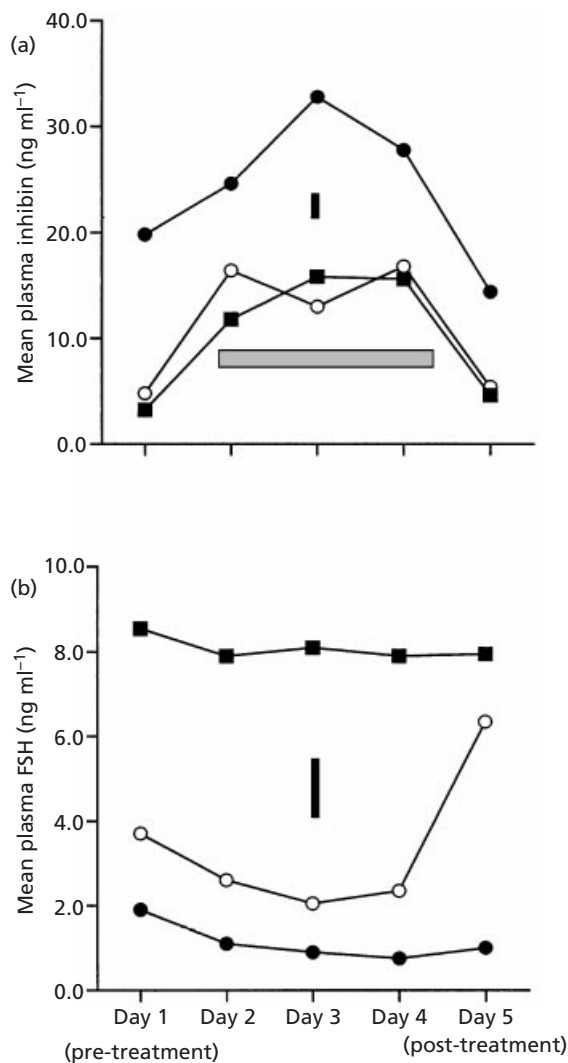 (a)
Mean plasma inhibin (ng ml⁻¹)
40.0
30.0
20.0
10.0
0.0
(b)
Mean plasma FSH (ng ml⁻¹)
10.0
8.0
6.0
4.0
2.0
0.0
Day 1 Day 2 Day 3 Day 4 Day 5
(pre-treatment) (post-treatment)